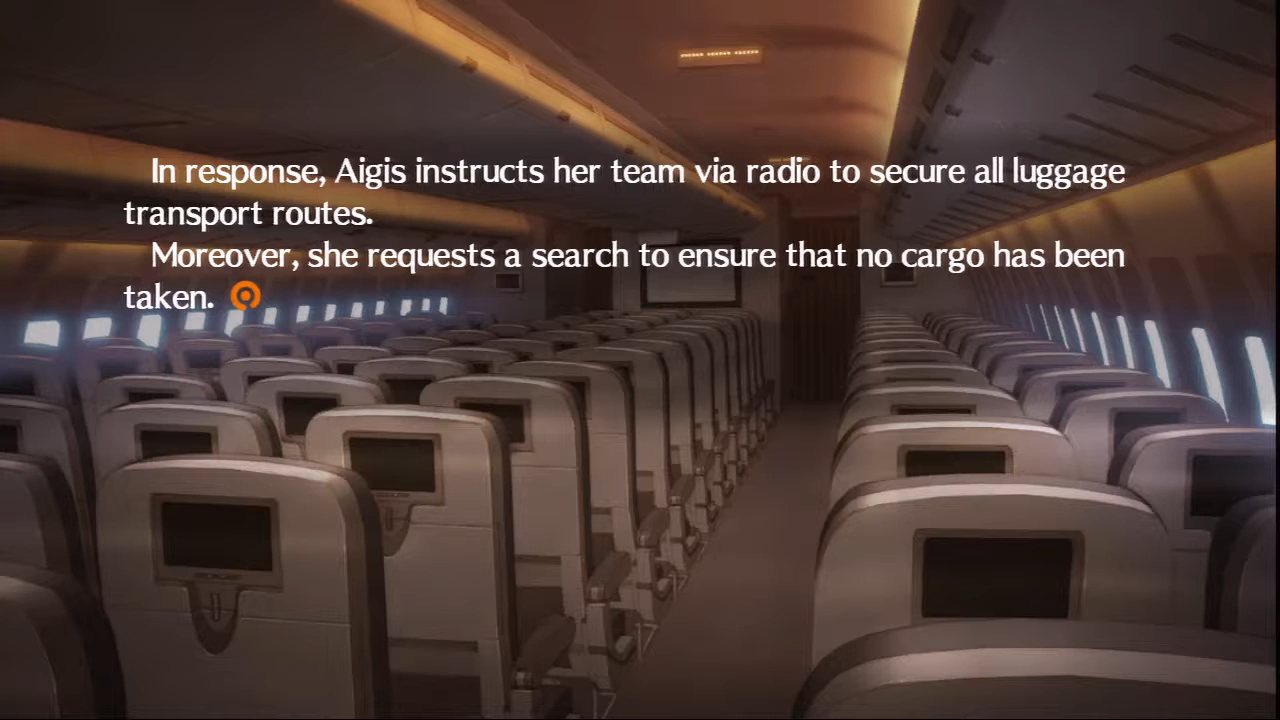 In response, Aigis instructs her team via radio to secure all luggage
transport routes.
Moreover, she requests a search to ensure that no cargo has been
taken.